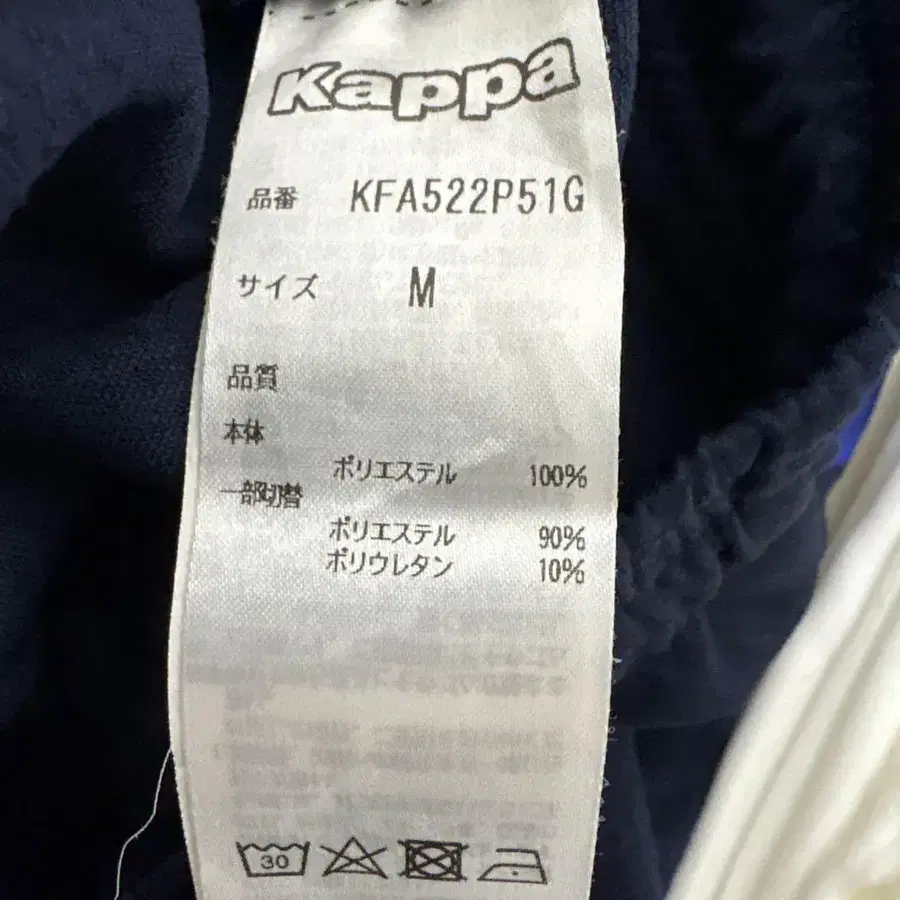 Kappa
品番 KFA522P51G
サイズ M
品質
本体
ポリエステル 100%
一部切替
ポリエステル 90%
ポリウレタン 10%
30